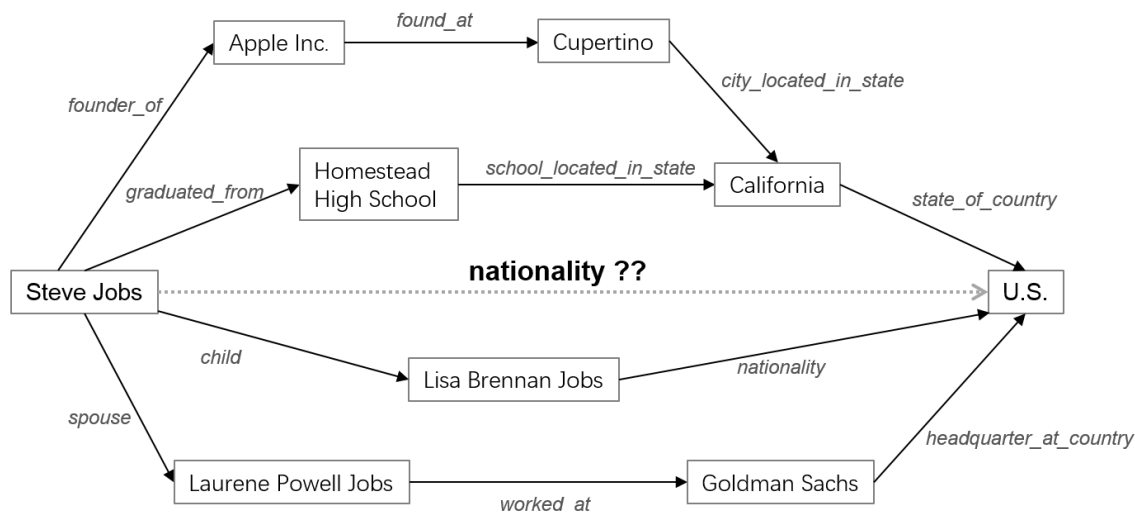 found_at
Apple Inc.
Cupertino
founder_of
city_located_in_state
Homestead
High School
graduated_from
school_located_in_state
California
state_of_country
nationality ??
Steve Jobs
U.S.
child
Lisa Brennan Jobs
nationality
spouse
headquarter_at_country
Laurene Powell Jobs
worked_at
Goldman Sachs